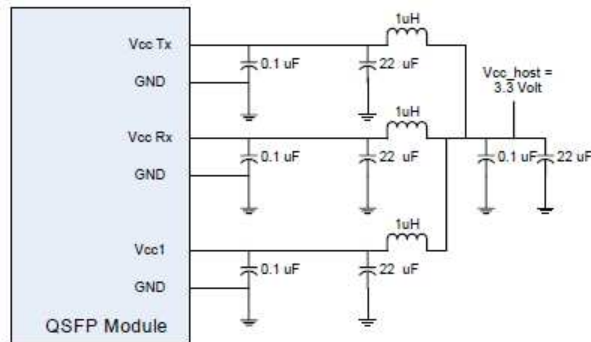 1uH
Vcc Tx
0.1 uF
22 uF
GND
Vcc_host =
3.3 Volt
1uH
Vcc Rx
0.1 uF
22 uF
0.1 uF
22 uF
GND
1uH
Vcc1
0.1 uF
22 uF
GND
QSFP Module